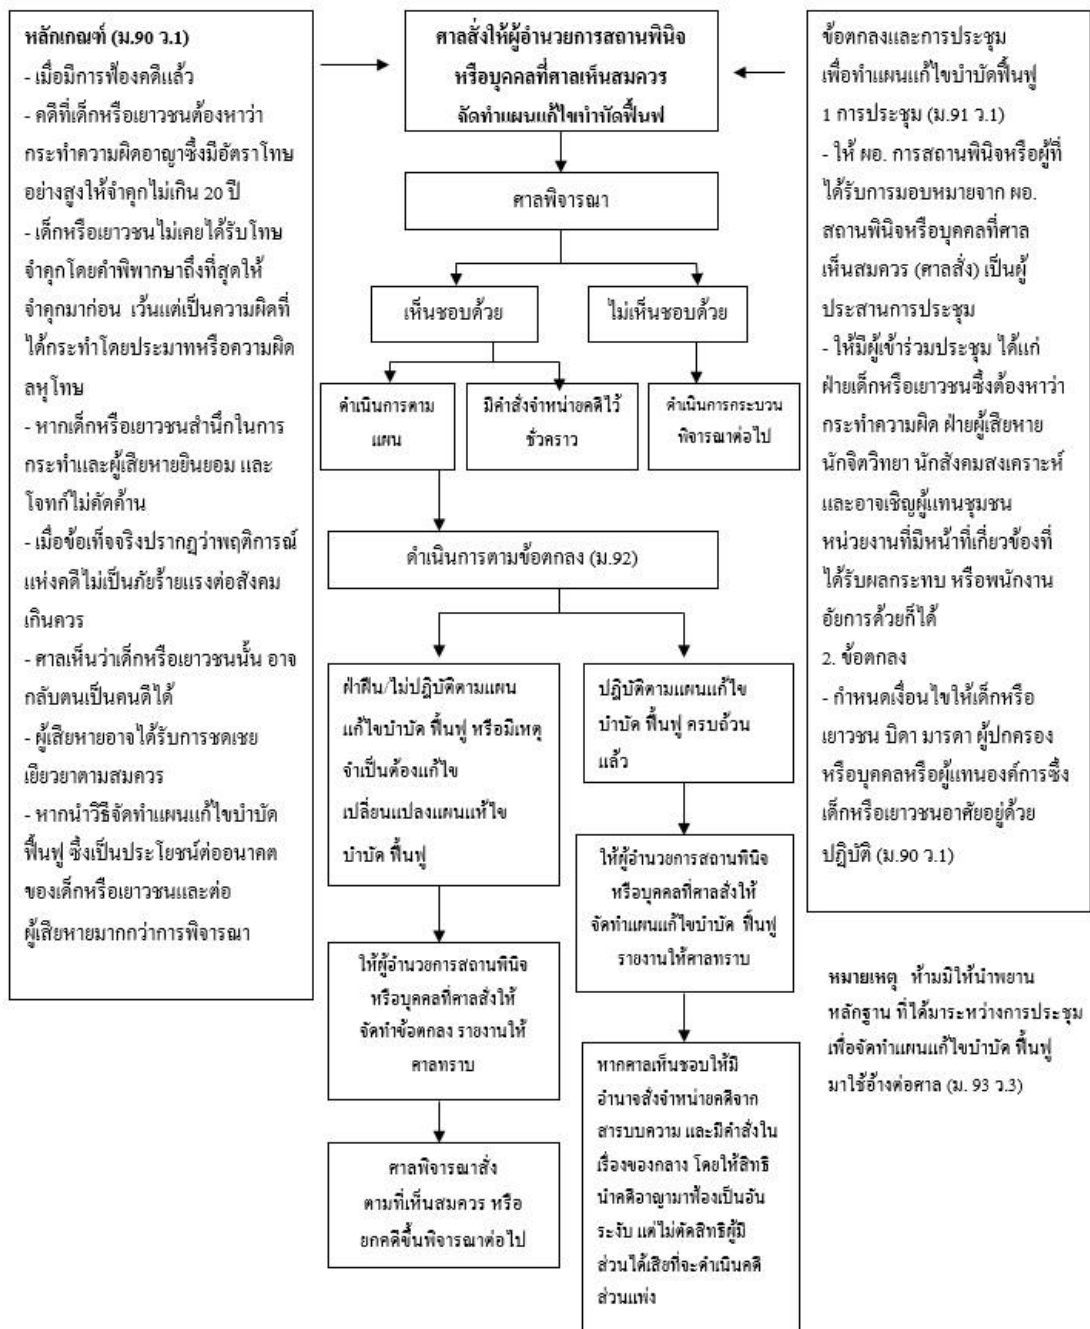 หลักเกณฑ์ (ม.90 ว.1)
- เมื่อมีการฟ้องคดีแล้ว
- คดีที่เด็กหรือเยาวชนต้องหาว่า
กระทำความผิดอาญาซึ่งมีอัตราโทษ
อย่างสูงให้จำคุกไม่เกิน 20 ปี
- เด็กหรือเยาวชนไม่เคยได้รับโทษ
จำคุกโดยคำพิพากษาถึงที่สุดให้
จำคุกมาก่อน เว้นแต่เป็นความผิดที่
ได้กระทำโดยประมาทหรือความผิด
ลหุโทษ
- หากเด็กหรือเยาวชนสำนึกในการ
กระทำและผู้เสียหายยินยอม และ
โจทก์ไม่คัดค้าน
- เมื่อข้อเท็จจริงปรากฏว่าพฤติการณ์
แห่งคดีไม่เป็นภัยร้ายแรงต่อสังคม
เกินควร
- ศาลเห็นว่าเด็กหรือเยาวชนนั้น อาจ
กลับตนเป็นคนดีได้
- ผู้เสียหายอาจได้รับการชดเชย
เยียวยาตามสมควร
- หากนำวิธีจัดทำแผนแก้ไขบำบัด
ฟื้นฟู ซึ่งเป็นประโยชน์ต่ออนาคต
ของเด็กหรือเยาวชนและต่อ
ผู้เสียหายมากกว่าการพิจารณา
ศาลสั่งให้ผู้อำนวยการสถานพินิจ
หรือบุคคลที่ศาลเห็นสมควร
จัดทำแผนแก้ไขบำบัดฟื้นฟู
ศาลพิจารณา
เห็นชอบด้วย
ไม่เห็นชอบด้วย
ดำเนินการตาม
แผน
มีคำสั่งจำหน่ายคดีไว้
ชั่วคราว
ดำเนินการกระบวน
พิจารณาต่อไป
ดำเนินการตามข้อตกลง (ม.92)
ฝ่าฝืน/ไม่ปฏิบัติตามแผน
แก้ไขบำบัด ฟื้นฟู หรือมีเหตุ
จำเป็นต้องแก้ไข
เปลี่ยนแปลงแผนแห้ไข
บำบัด ฟื้นฟู
ให้ผู้อำนวยการสถานพินิจ
หรือบุคคลที่ศาลสั่งให้
จัดทำข้อตกลง รายงานให้
ศาลทราบ
ศาลพิจารณาสั่ง
ตามที่เห็นสมควร หรือ
ยกคดีขึ้นพิจารณาต่อไป
ปฏิบัติตามแผนแก้ไข
บำบัด ฟื้นฟู ครบถ้วน
แล้ว
ให้ผู้อำนวยการสถานพินิจ
หรือบุคคลที่ศาลสั่งให้
จัดทำแผนแก้ไขบำบัด ฟื้นฟู
รายงานให้ศาลทราบ
หากศาลเห็นชอบให้มี
อำนาจสั่งจำหน่ายคดีจาก
สารบบความ และมีคำสั่งใน
เรื่องของกลาง โดยให้สิทธิ
นำคดีอาญามาฟ้องเป็นอัน
ระงับ แต่ไม่ตัดสิทธิผู้มี
ส่วนได้เสียที่จะดำเนินคดี
ส่วนแพ่ง
ข้อตกลงและการประชุม
เพื่อทำแผนแก้ไขบำบัดฟื้นฟู
1 การประชุม (ม.91 ว.1)
- ให้ ผอ. การสถานพินิจหรือผู้ที่
ได้รับการมอบหมายจาก ผอ.
สถานพินิจหรือบุคคลที่ศาล
เห็นสมควร (ศาลสั่ง) เป็นผู้
ประสานการประชุม
- ให้มีผู้เข้าร่วมประชุม ได้แก่
ฝ่ายเด็กหรือเยาวชนซึ่งต้องหาว่า
กระทำความผิด ฝ่ายผู้เสียหาย
นักจิตวิทยา นักสังคมสงเคราะห์
และอาจเชิญผู้แทนชุมชน
หน่วยงานที่มีหน้าที่เกี่ยวข้องที่
ได้รับผลกระทบ หรือพนักงาน
อัยการด้วยก็ได้
2. ข้อตกลง
- กำหนดเงื่อนไขให้เด็กหรือ
เยาวชน บิดา มารดา ผู้ปกครอง
หรือบุคคลหรือผู้แทนองค์การซึ่ง
เด็กหรือเยาวชนอาศัยอยู่ด้วย
ปฏิบัติ (ม.90 ว.1)
หมายเหตุ ห้ามมิให้นำพยาน
หลักฐาน ที่ได้มาระหว่างการประชุม
เพื่อจัดทำแผนแก้ไขบำบัด ฟื้นฟู
มาใช้อ้างต่อศาล (ม. 93 ว.3)